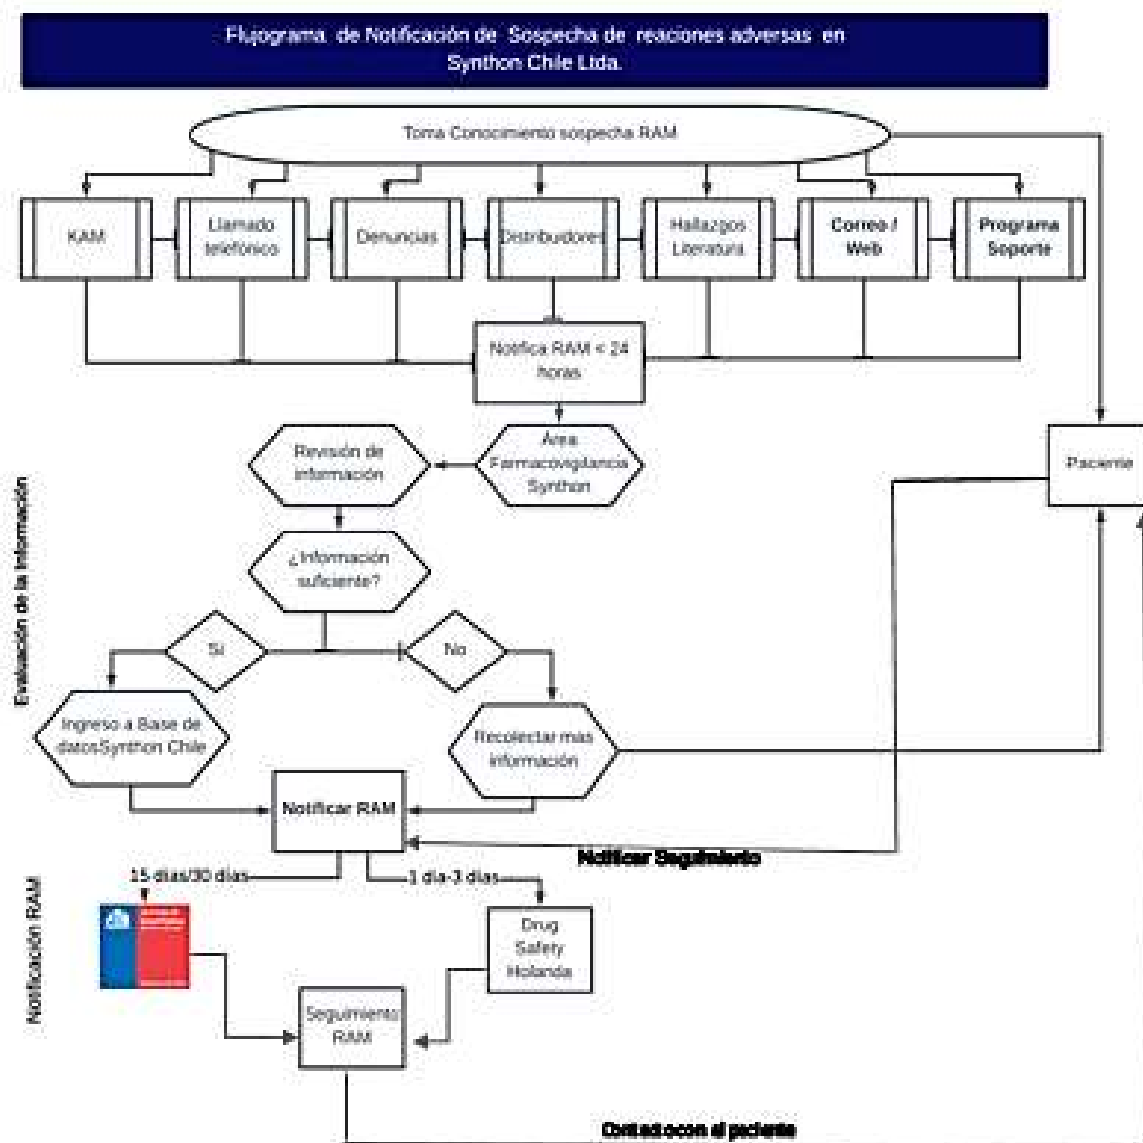 Flujograma de Notificación de Sospecha de reaciones adversas en
Synthon Chile Ltda.
Toma Conocimiento sospecha RAM
KAM
Llamado
telefónico
Denuncias
Distribuidores
Hallazgos
Literatura
Correo /
Web
Programa
Soporte
Notifica RAM < 24
horas
Revisión de
información
Área
Farmacovigilancia
Synthon
Paciente
Evaluación de la Información
¿Información
suficiente?
Si
No
Ingreso a Base de
datosSynthon Chile
Recolectar mas
información
Notificar RAM
Notificar Seguimiento
15 días/30 días
1 día-3 días
Notificación RAM
Drug
Safety
Holanda
Seguimiento
RAM
Contactocon el paciente